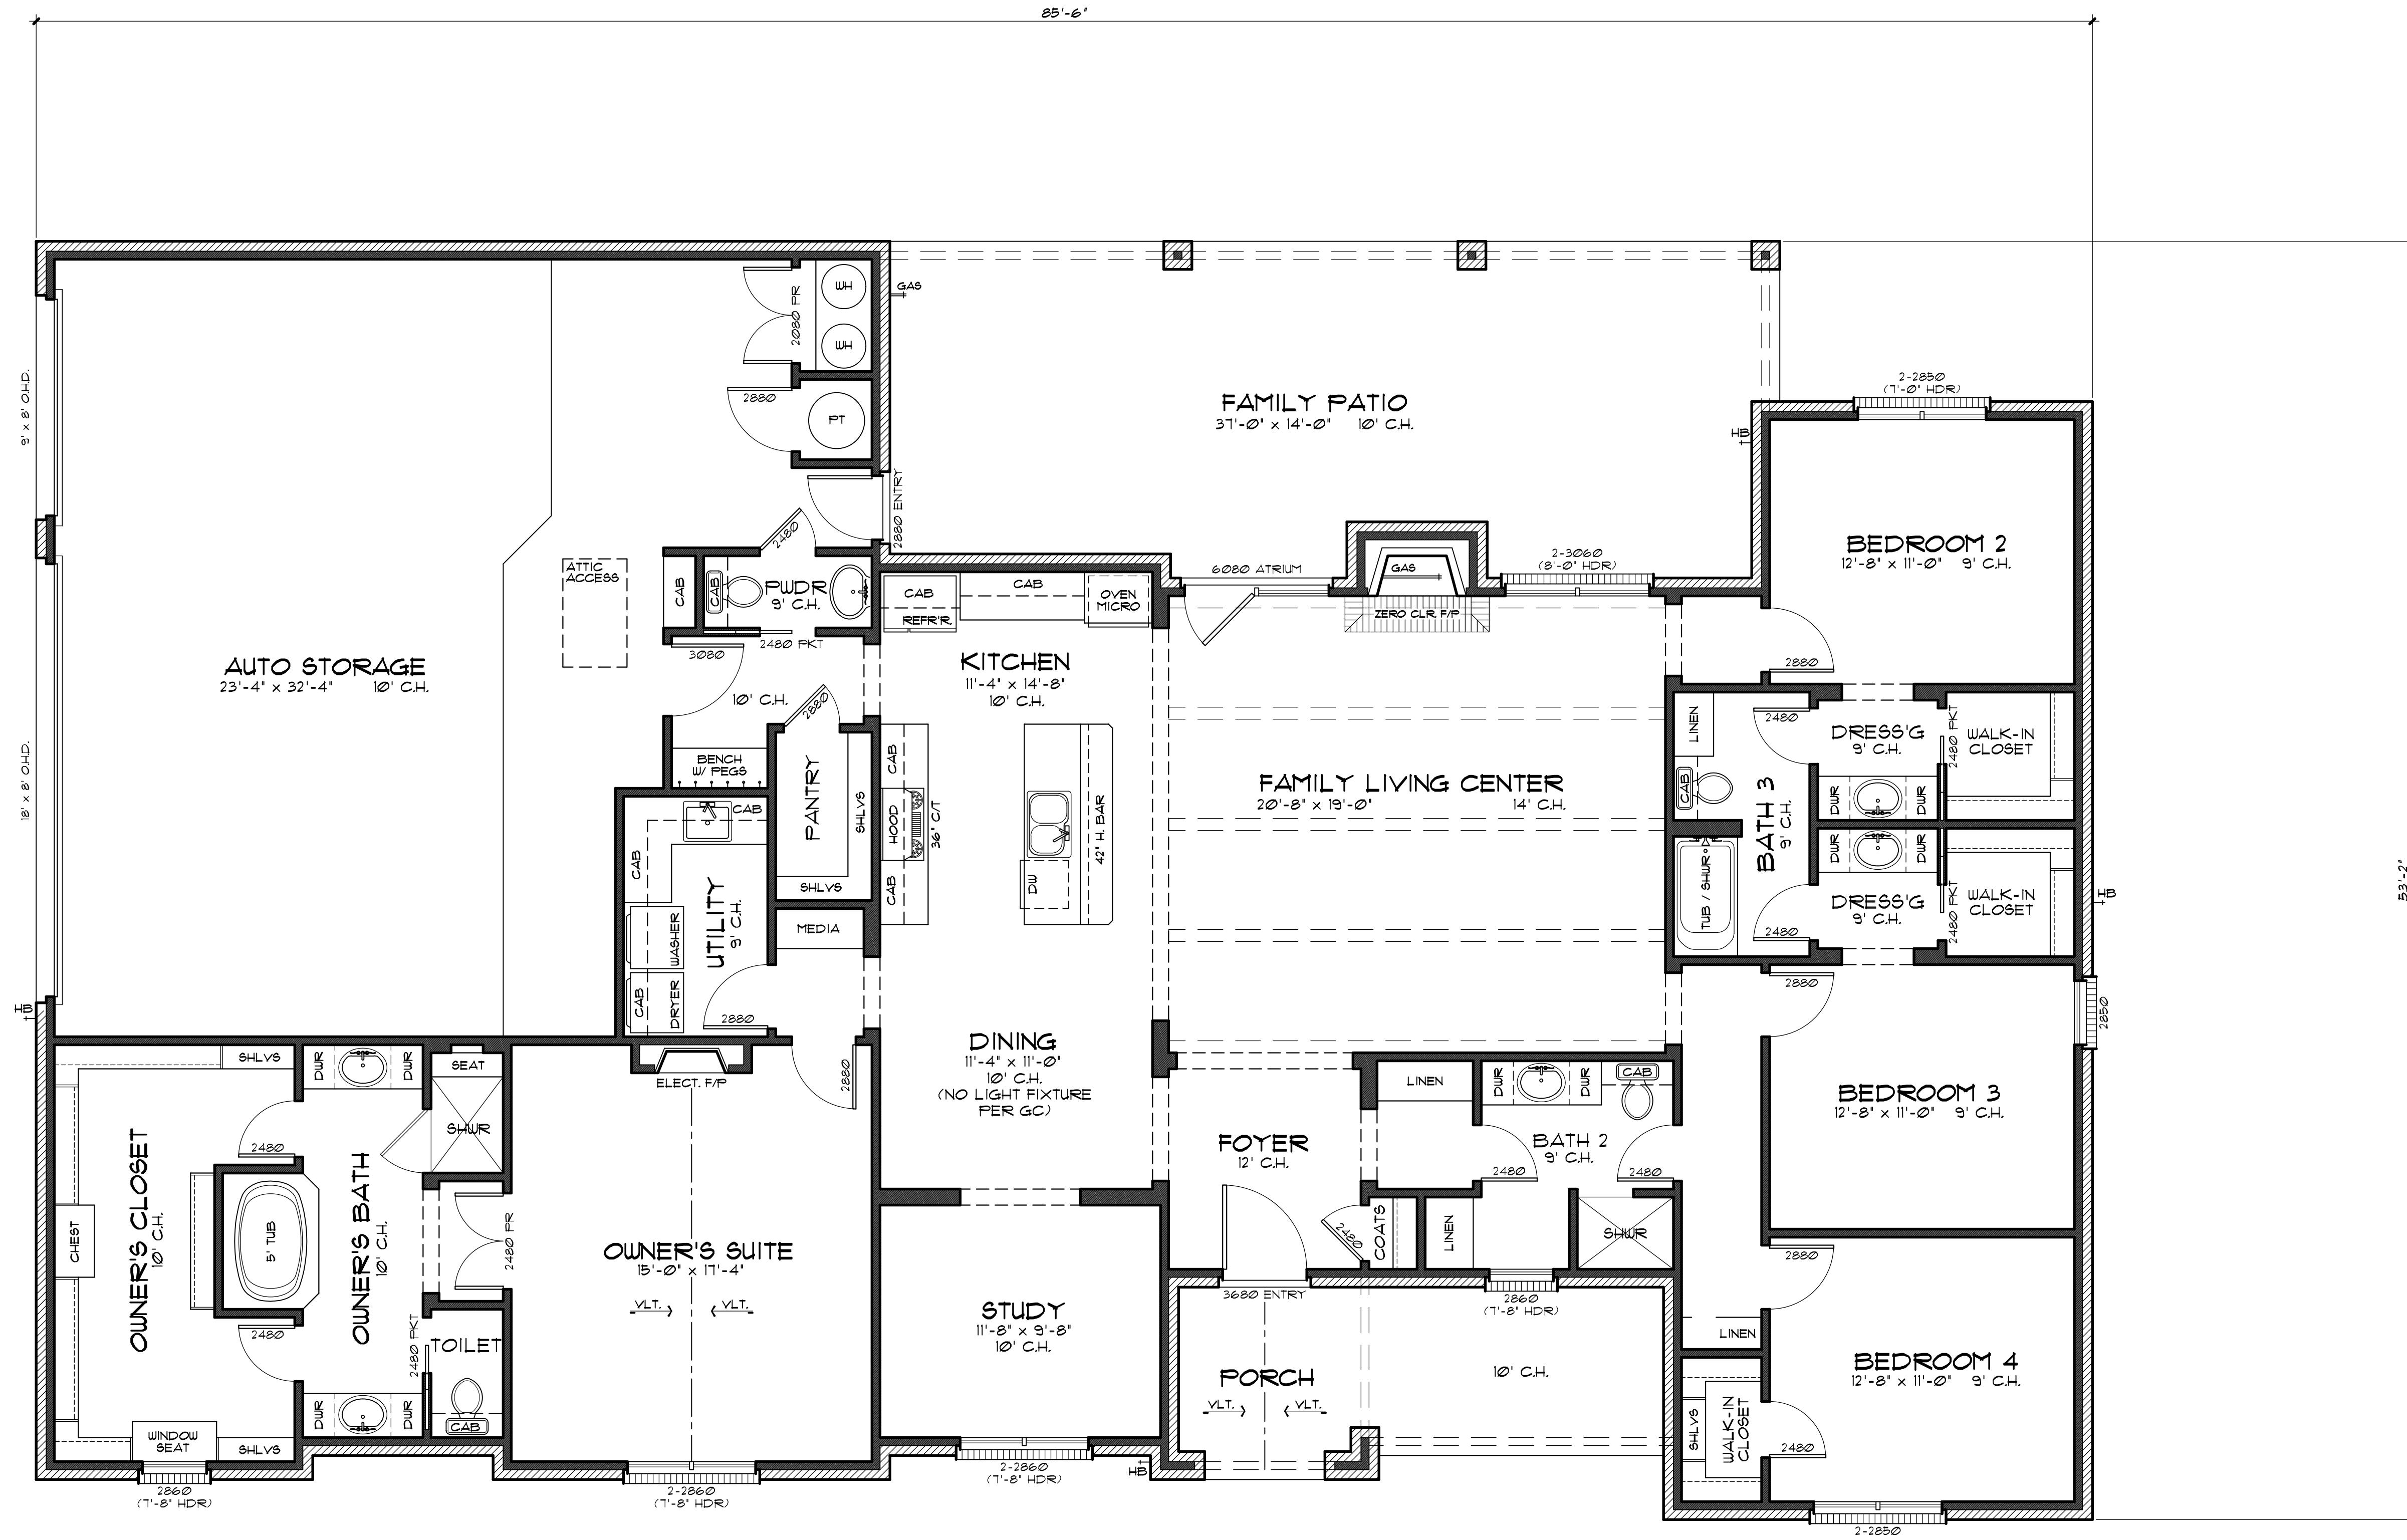 85'-6"
GAS
WH
WH
2080 PR
9' x 8' O.H.D.
2880
PT
FAMILY PATIO
37'-0" x 14'-0" 10' C.H.
2-2850
(7'-0" HDR)
HB
2880 ENTRY
2480
BEDROOM 2
12'-8" x 11'-0" 9' C.H.
ATTIC
ACCESS
CAB
CAB
PWDR
9' C.H.
CAB
REFR'R.
CAB
OVEN
MICRO
6080 ATRIUM
GAS
2-3060
(8'-0" HDR)
ZERO CLR. F/P
2480 PKT
3080
AUTO STORAGE
23'-4" x 32'-4" 10' C.H.
KITCHEN
11'-4" x 14'-8"
10' C.H.
10' C.H.
2880
2880
LINEN
2480
DRESS'G
9' C.H.
2480 PKT
WALK-IN
CLOSET
18' x 8' O.H.D.
BENCH
W/ PEGS
PANTRY
SHLVS
SHLVS
CAB
HOOD
CAB
36" C/T
DW
42" H. BAR
FAMILY LIVING CENTER
20'-8" x 19'-0" 14' C.H.
CAB
BATH 3
9' C.H.
DWR
DWR
DWR
DWR
TUB / SHWR
DRESS'G
9' C.H.
2480
2480 PKT
WALK-IN
CLOSET
HB
53'-2"
CAB
CAB
UTILITY
9' C.H.
WASHER
DRYER
CAB
2880
MEDIA
HB
2880
2850
DINING
11'-4" x 11'-0"
10' C.H.
(NO LIGHT FIXTURE
PER GC)
BEDROOM 3
12'-8" x 11'-0" 9' C.H.
SHLVS
DWR
DWR
SEAT
SHWR
ELECT. F/P
2880
LINEN
DWR
DWR
CAB
BATH 2
9' C.H.
2480
2480
FOYER
12' C.H.
2480
COATS
LINEN
SHWR
OWNER'S CLOSET
10' C.H.
2480
CHEST
5' TUB
OWNER'S BATH
10' C.H.
2480 PR
OWNER'S SUITE
15'-0" x 17'-4"
VLT.
VLT.
2880
3680 ENTRY
2860
(7'-8" HDR)
STUDY
11'-8" x 9'-8"
10' C.H.
2480
2480 PKT
TOILET
CAB
DWR
DWR
LINEN
PORCH
VLT.
VLT.
10' C.H.
BEDROOM 4
12'-8" x 11'-0" 9' C.H.
SHLVS
WALK-IN
CLOSET
2480
WINDOW
SEAT
SHLVS
2860
(7'-8" HDR)
2-2860
(7'-8" HDR)
2-2860
(7'-8" HDR)
HB
2-2850